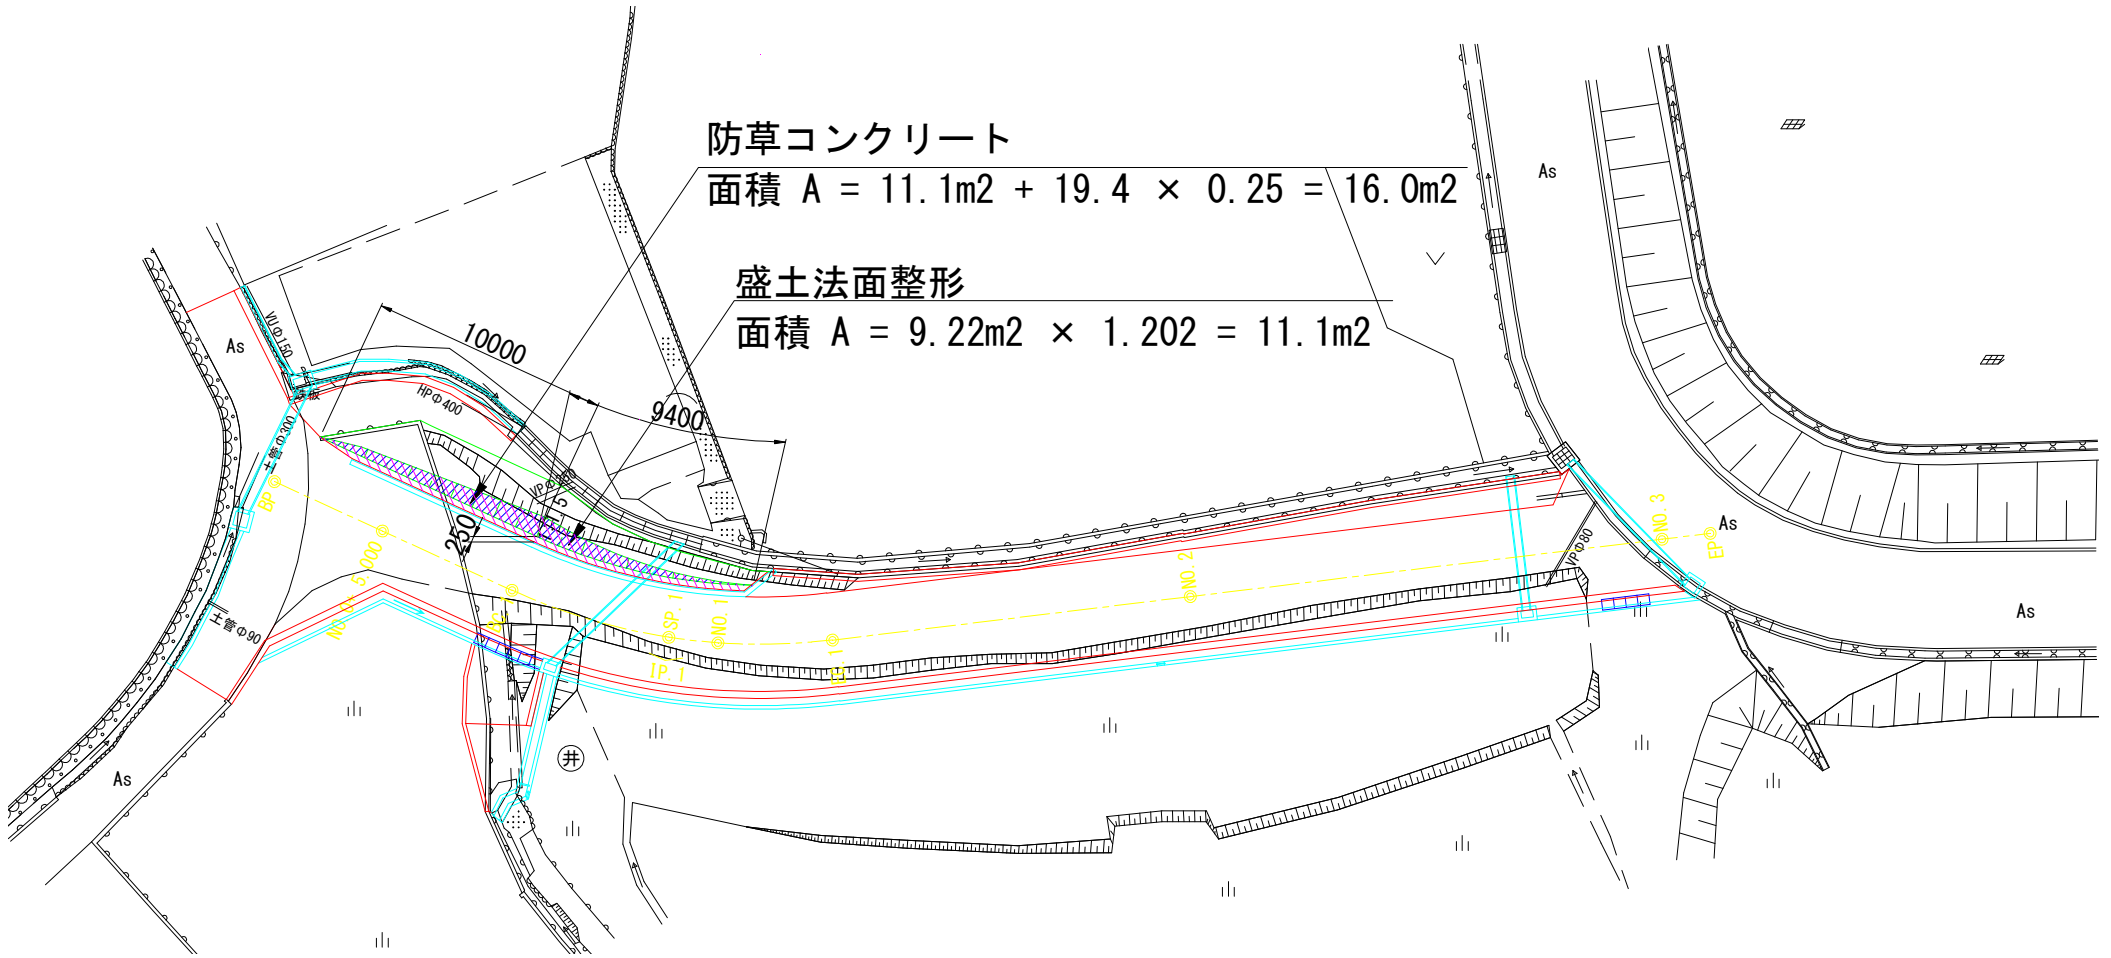 防草コンクリート
面積 A = 11.1m2 + 19.4 × 0.25 = 16.0m2
盛土法面整形
面積 A = 9.22m2 × 1.202 = 11.1m2
As
As
As
As
As
VUΦ150
10000
9400
HPΦ400
土管Φ300
250
BP
土管Φ90
SP.1
NO.1
IP.1
NO.2
NO.3
EP
VPΦ80
井